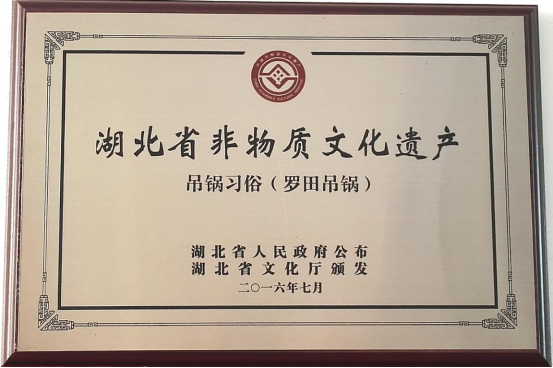 湖北省非物质文化遗产
吊锅习俗（罗田吊锅）
湖北省人民政府公布
湖北省文化厅颁发
二〇一六年七月